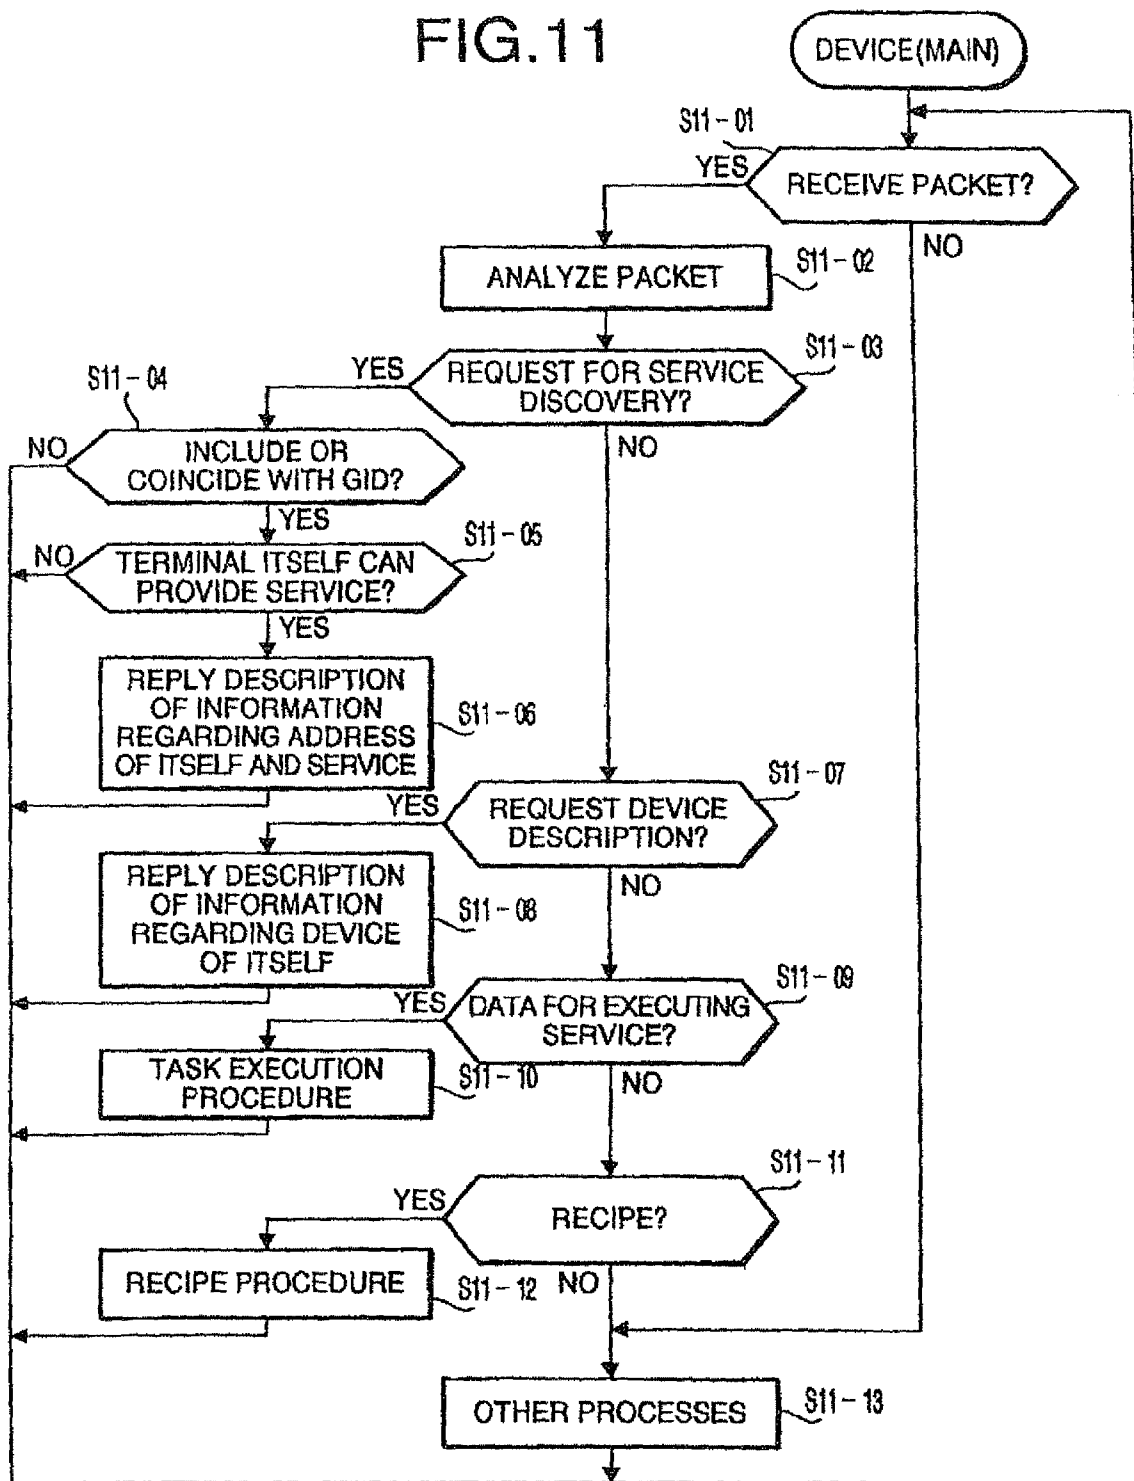 FIG.11
DEVICE(MAIN)
S11-01
YES
RECEIVE PACKET?
NO
ANALYZE PACKET
S11-02
S11-03
YES
REQUEST FOR SERVICE
DISCOVERY?
NO
S11-04
NO
INCLUDE OR
COINCIDE WITH GID?
YES
S11-05
NO
TERMINAL ITSELF CAN
PROVIDE SERVICE?
YES
REPLY DESCRIPTION
OF INFORMATION
REGARDING ADDRESS
OF ITSELF AND SERVICE
S11-06
S11-07
YES
REQUEST DEVICE
DESCRIPTION?
NO
REPLY DESCRIPTION
OF INFORMATION
REGARDING DEVICE
OF ITSELF
S11-08
S11-09
YES
DATA FOR EXECUTING
SERVICE?
NO
TASK EXECUTION
PROCEDURE
S11-10
S11-11
YES
RECIPE?
NO
RECIPE PROCEDURE
S11-12
OTHER PROCESSES
S11-13